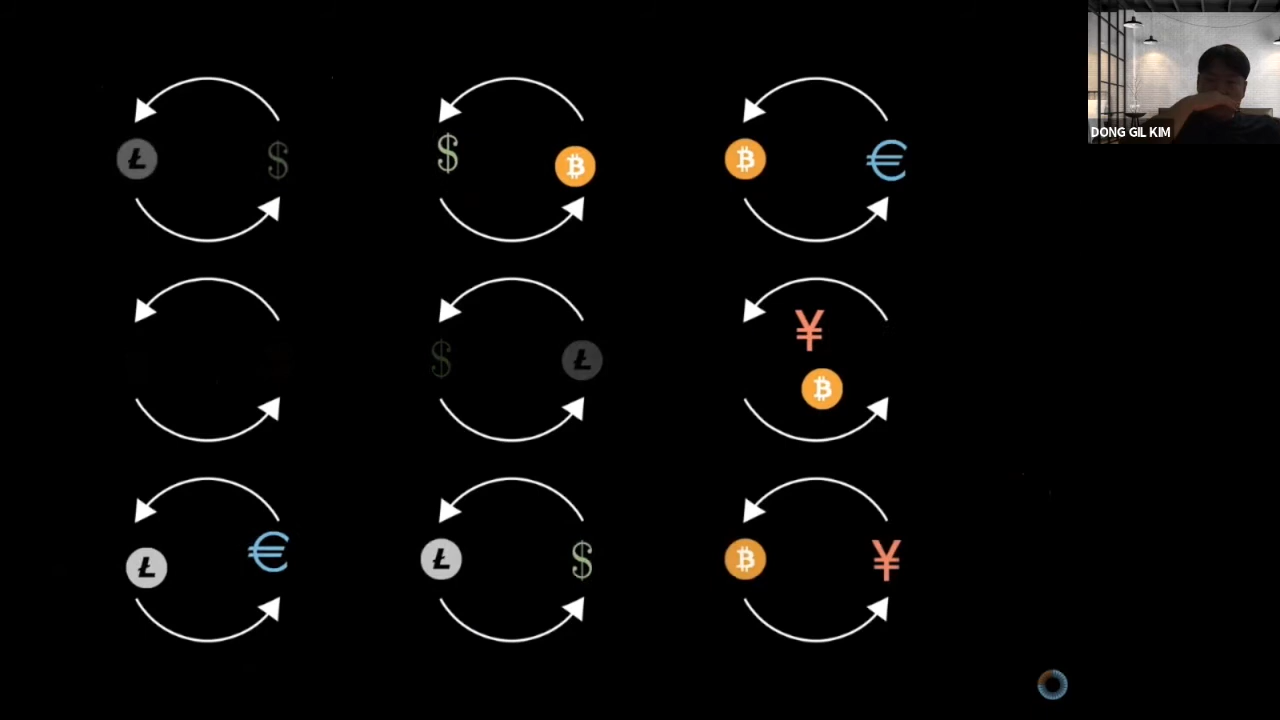 Ł $ $ ₿ ₿ €
$ Ł ¥ ₿
Ł € Ł $ ₿ ¥
DONG GIL KIM